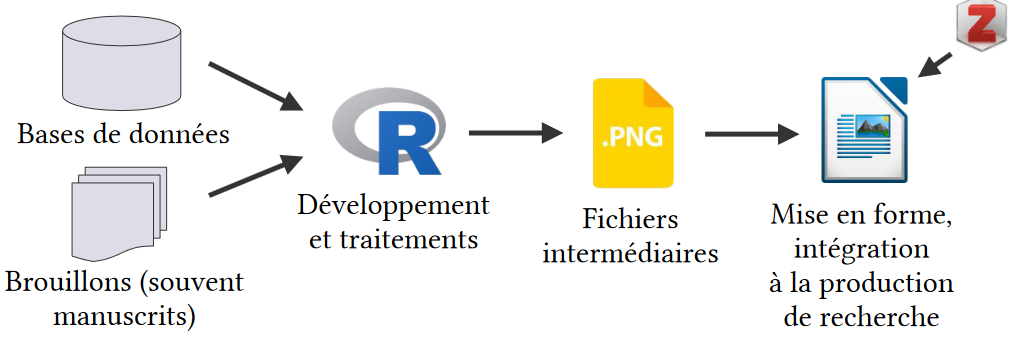 Bases de données
Brouillons (souvent
manuscrits)
R
Développement
et traitements
.PNG
Fichiers
intermédiaires
Z
Mise en forme,
intégration
à la production
de recherche